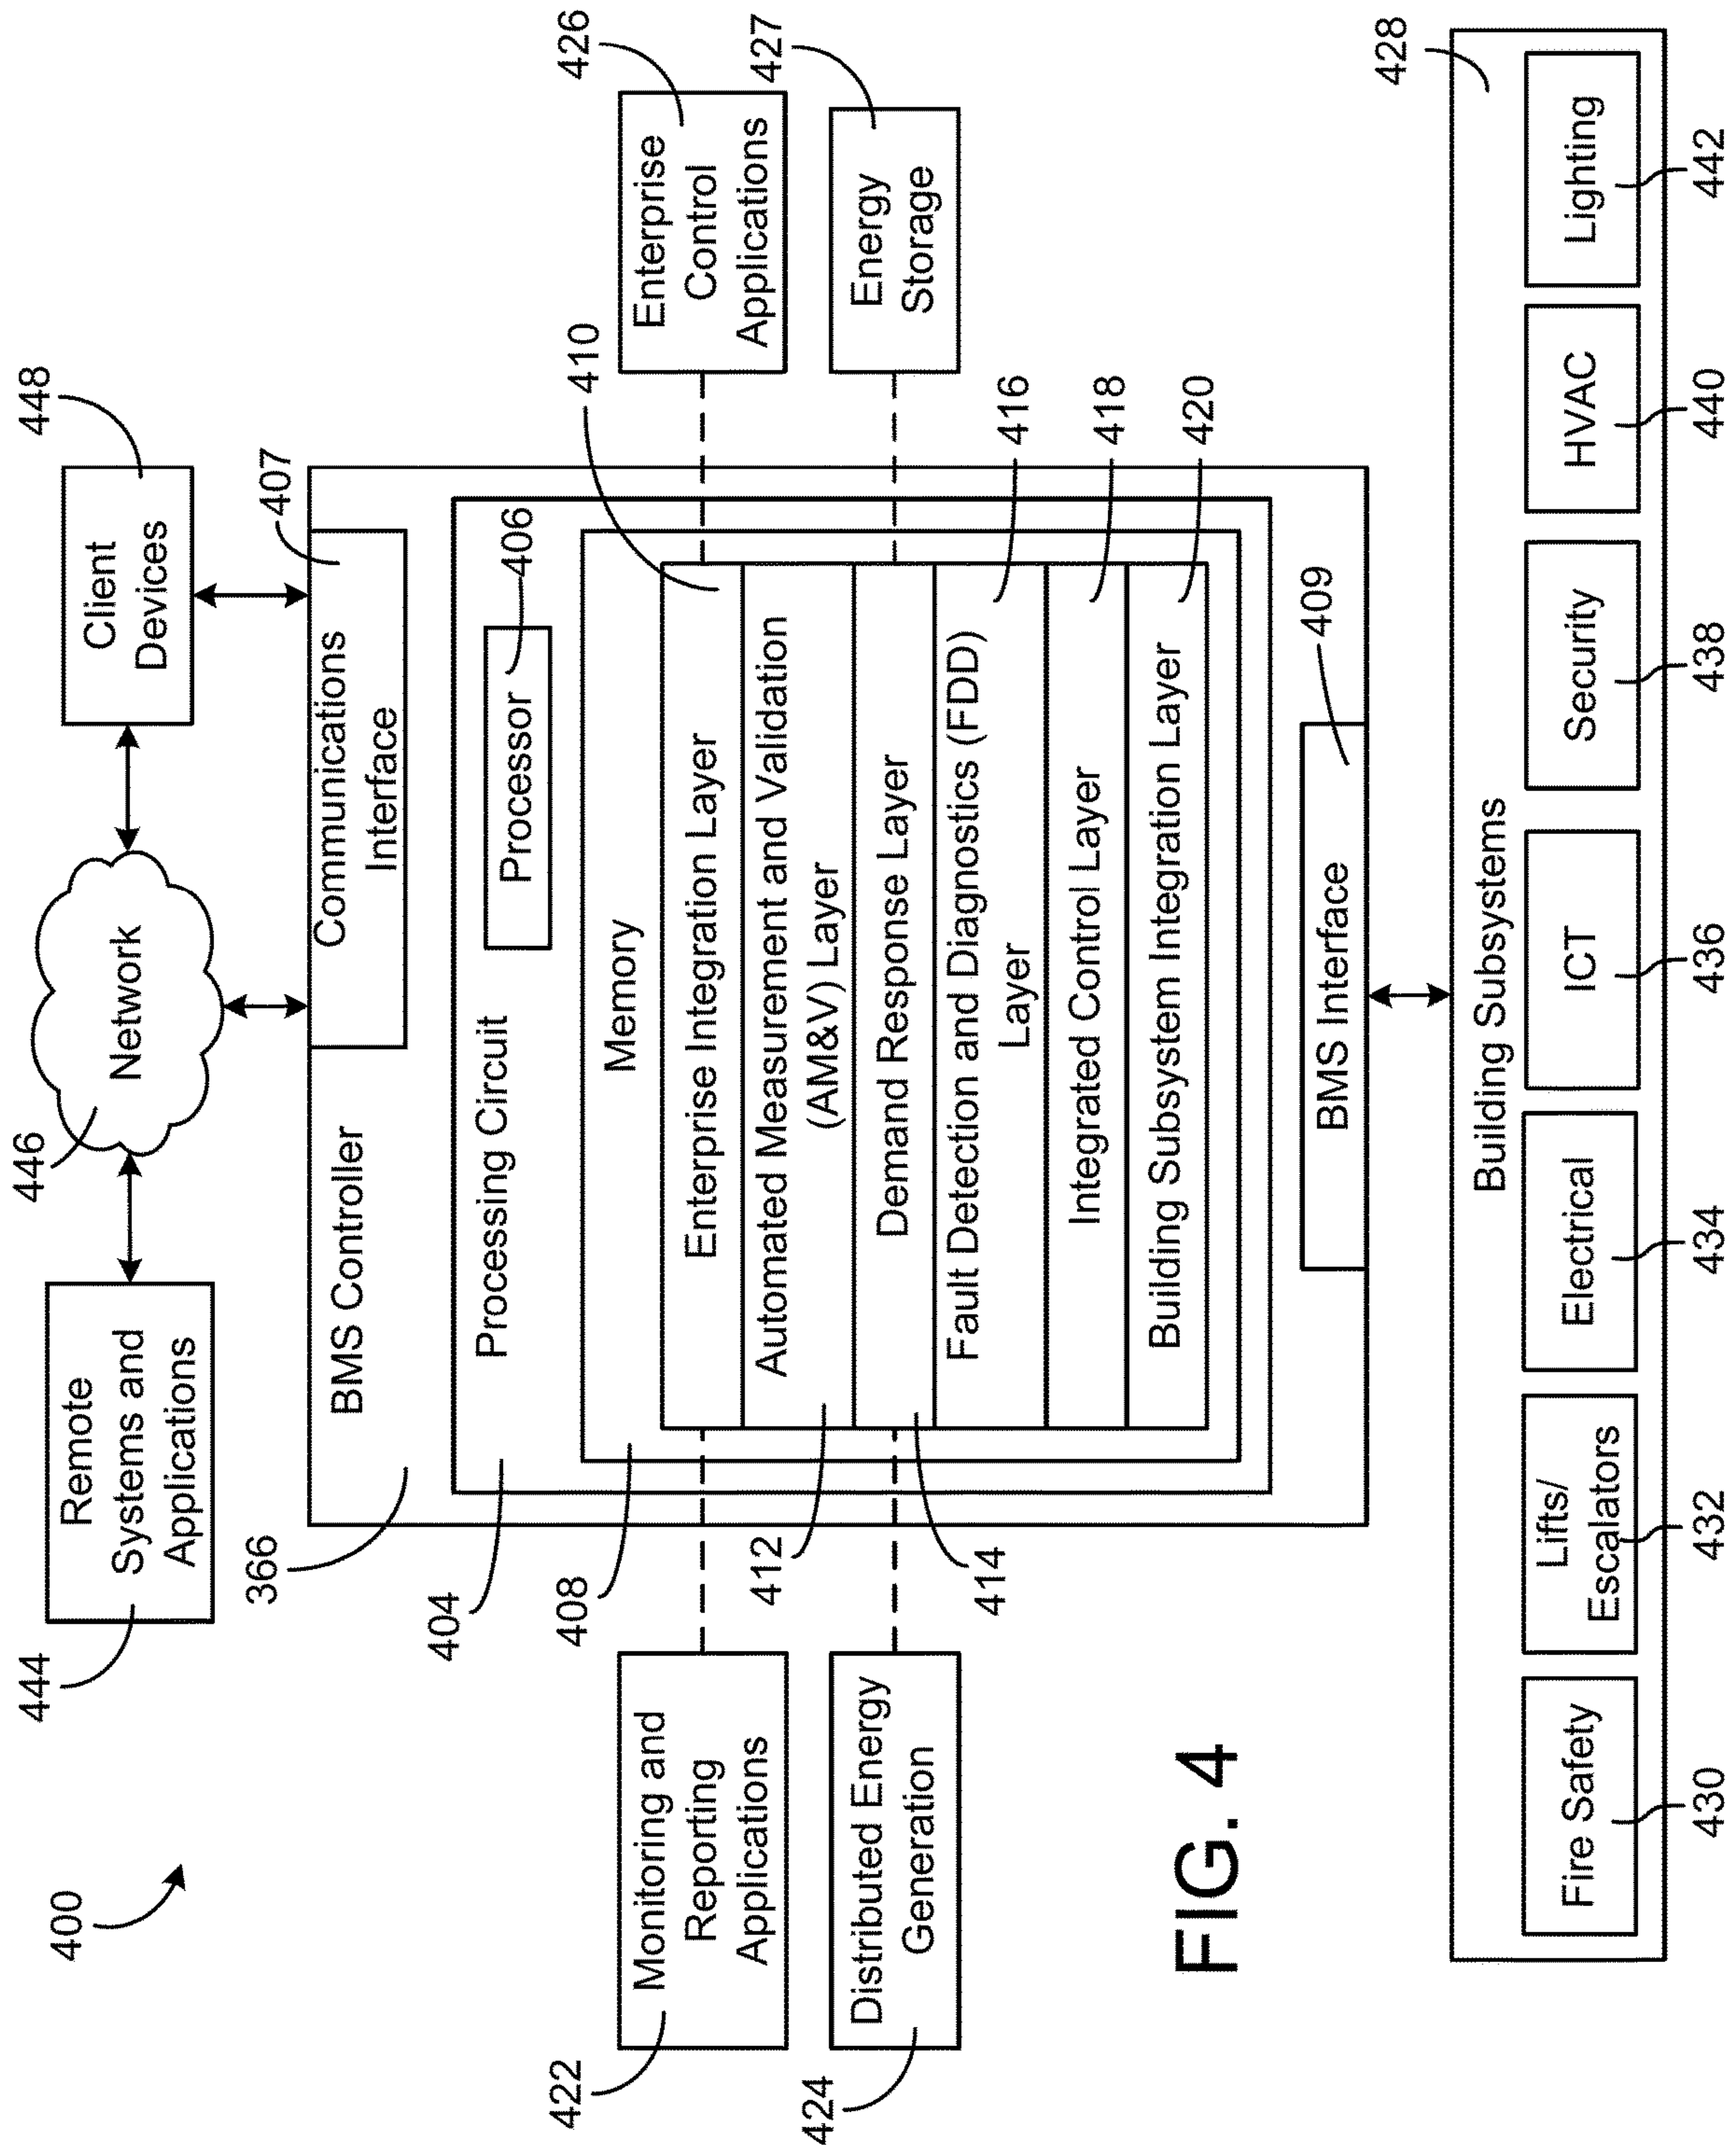 400
444
Remote
Systems and
Applications
446
Network
448
Client
Devices
366
BMS Controller
407
Communications
Interface
404
Processing Circuit
Processor
406
408
Memory
410
Enterprise Integration Layer
412
Automated Measurement and Validation
(AM&V) Layer
414
Demand Response Layer
416
Fault Detection and Diagnostics (FDD)
Layer
418
Integrated Control Layer
420
Building Subsystem Integration Layer
409
BMS Interface
422
Monitoring and
Reporting
Applications
424
Distributed Energy
Generation
426
Enterprise
Control
Applications
427
Energy
Storage
428
Building Subsystems
Fire Safety
Lifts/
Escalators
Electrical
ICT
Security
HVAC
Lighting
430
432
434
436
438
440
442
FIG. 4